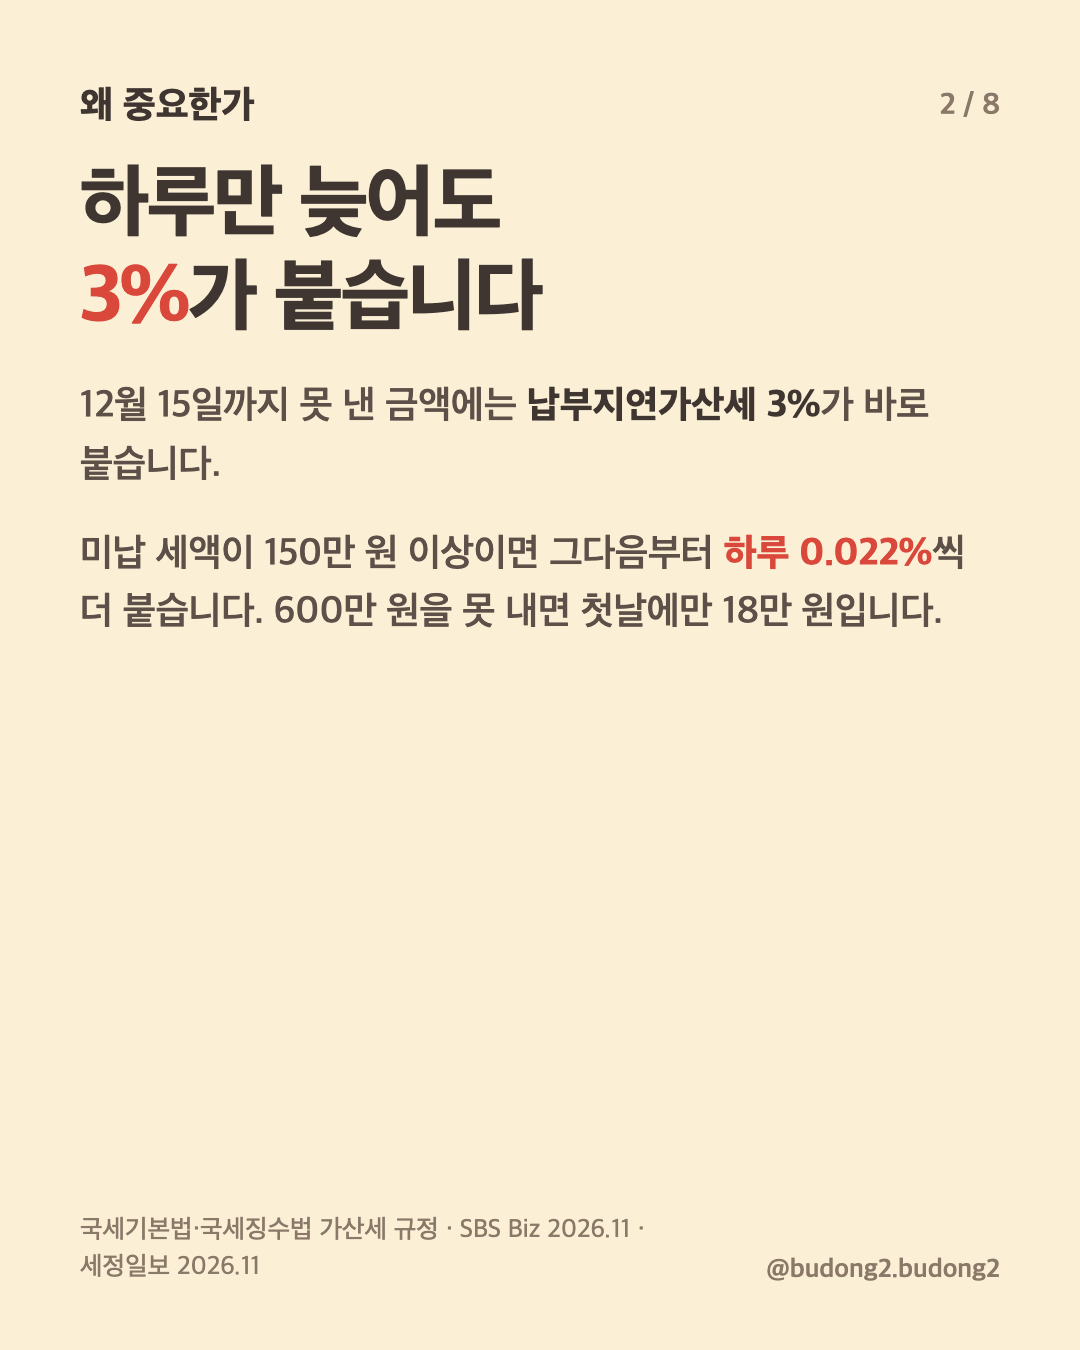 왜 중요한가
2 / 8
하루만 늦어도
3%가 붙습니다
12월 15일까지 못 낸 금액에는 납부지연가산세 3%가 바로
붙습니다.
미납 세액이 150만 원 이상이면 그다음부터 하루 0.022%씩
더 붙습니다. 600만 원을 못 내면 첫날에만 18만 원입니다.
국세기본법·국세징수법 가산세 규정 · SBS Biz 2026.11 ·
세정일보 2026.11
@budong2.budong2